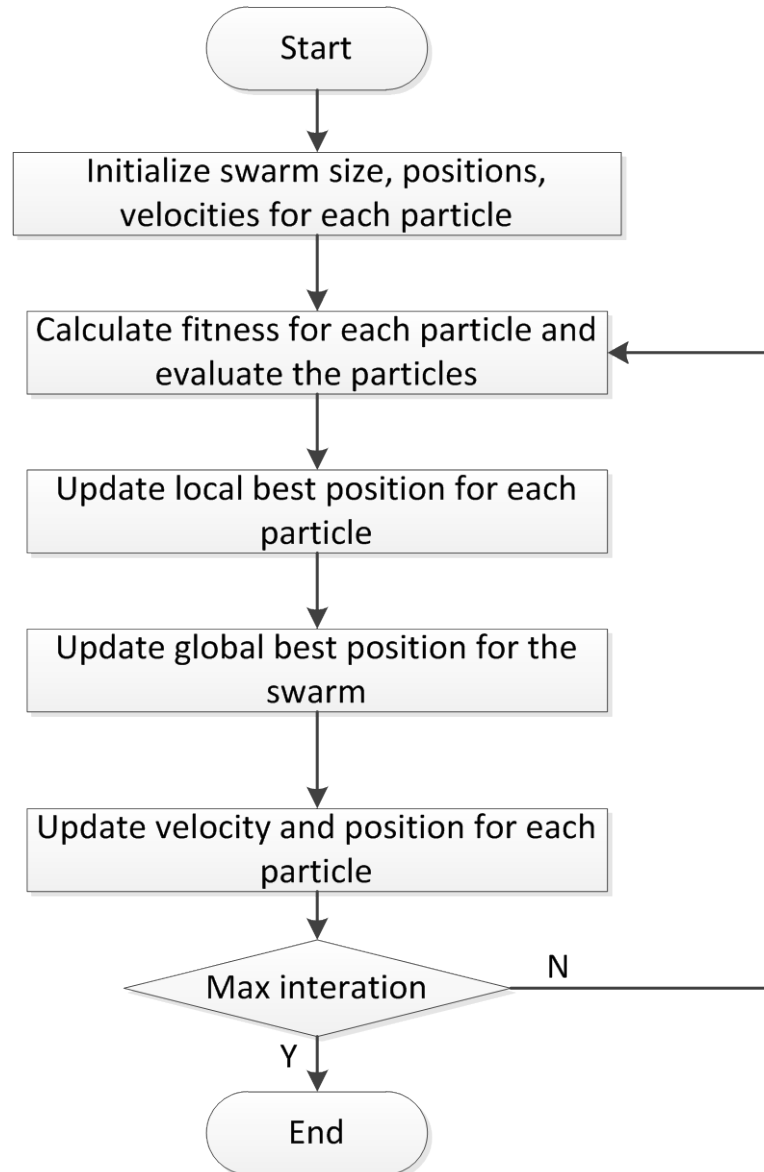 Start
Initialize swarm size, positions,
velocities for each particle
Calculate fitness for each particle and
evaluate the particles
Update local best position for each
particle
Update global best position for the
swarm
Update velocity and position for each
particle
Max interation
N
Y
End